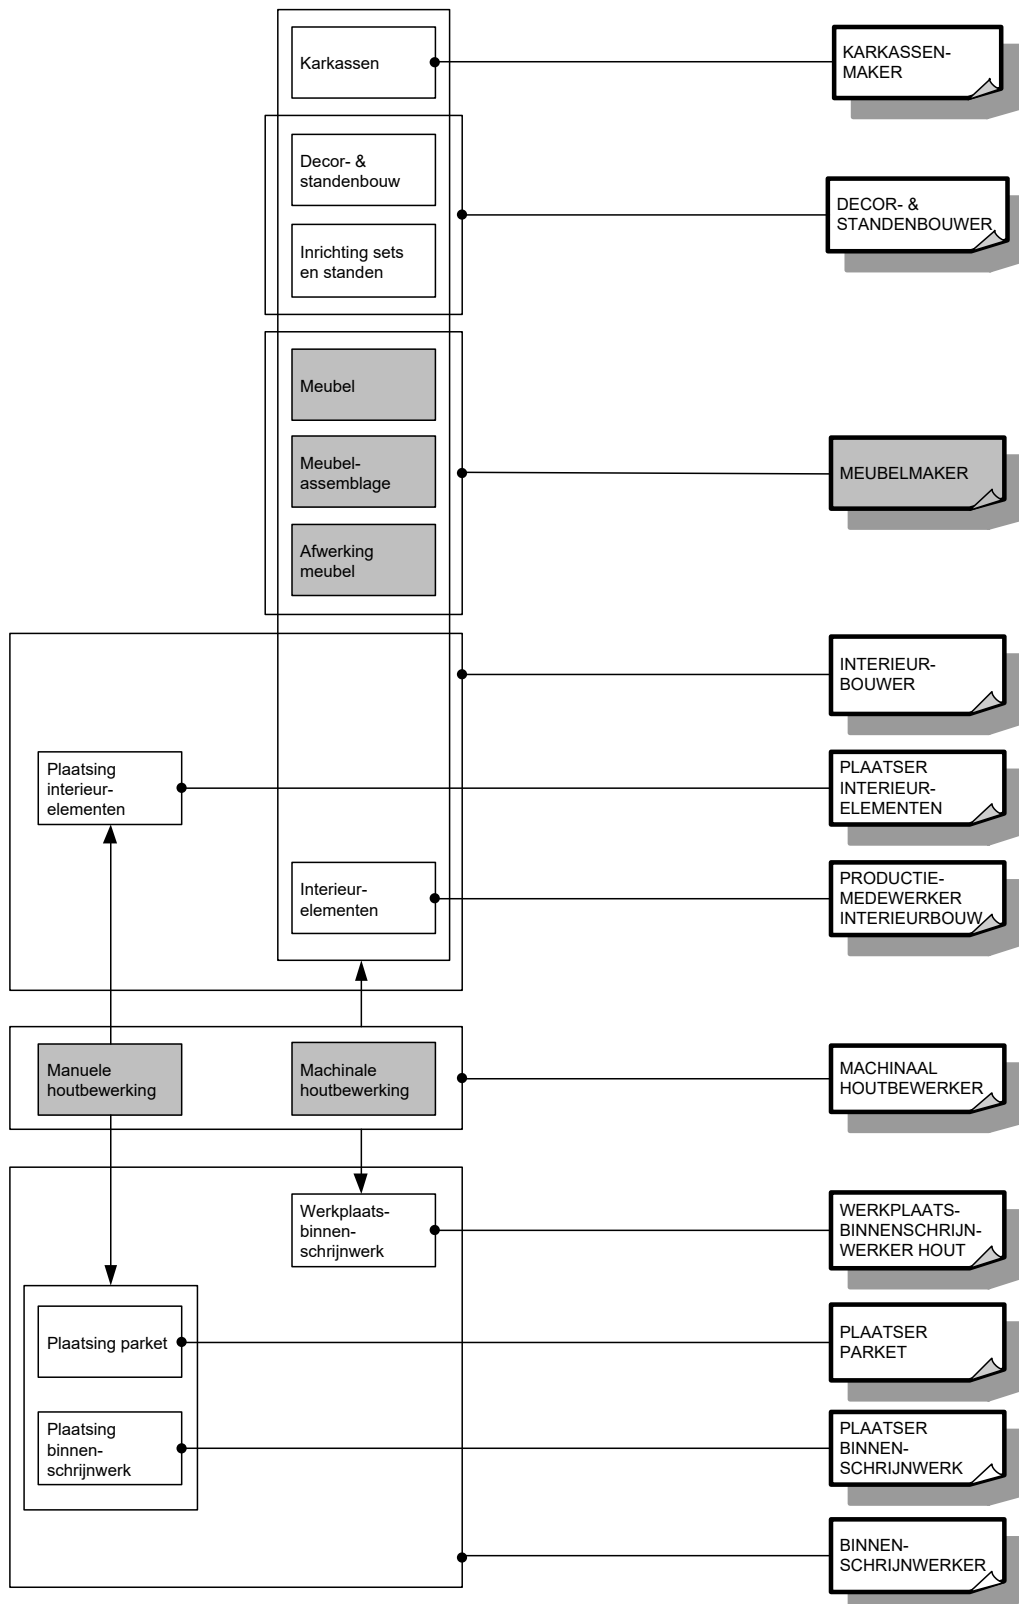 Karkassen
KARKASSEN-
MAKER
Decor- &
standenbouw
DECOR- &
STANDENBOUWER
Inrichting sets
en standen
Meubel
Meubel-
assemblage
MEUBELMAKER
Afwerking
meubel
INTERIEUR-
BOUWER
Plaatsing
interieur-
elementen
PLAATSER
INTERIEUR-
ELEMENTEN
Interieur-
elementen
PRODUCTIE-
MEDEWERKER
INTERIEURBOUW
Manuele
houtbewerking
Machinale
houtbewerking
MACHINAAL
HOUTBEWERKER
Werkplaats-
binnen-
schrijnwerk
WERKPLAATS-
BINNENSCHRIJN-
WERKER HOUT
Plaatsing parket
PLAATSER
PARKET
Plaatsing
binnen-
schrijnwerk
PLAATSER
BINNEN-
SCHRIJNWERK
BINNEN-
SCHRIJNWERKER